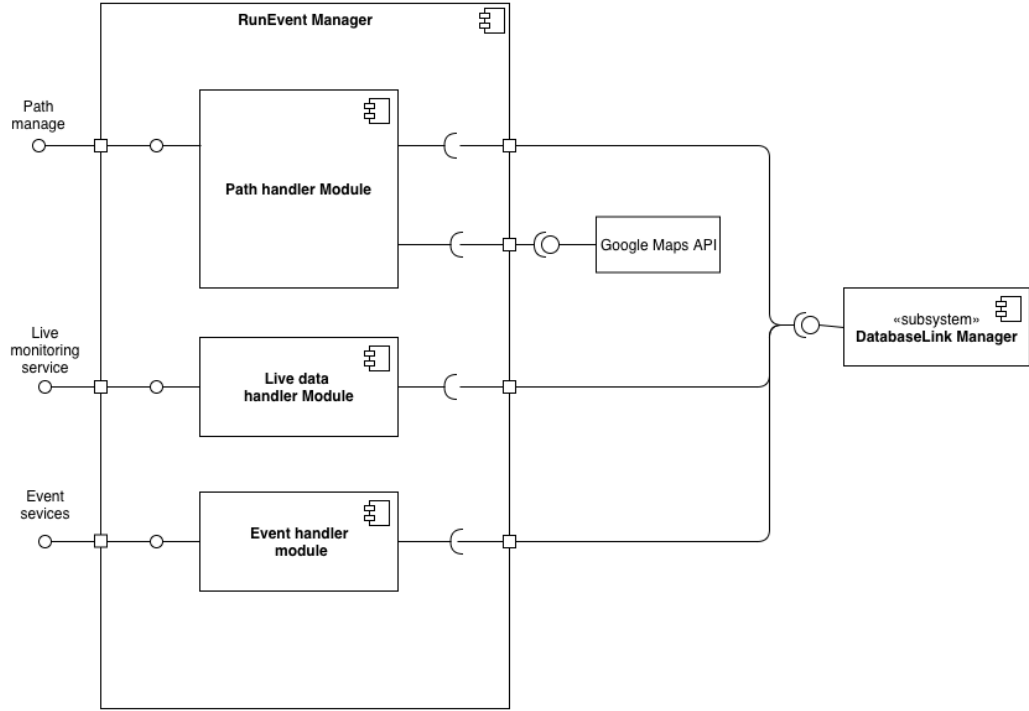 RunEvent Manager
Path
manage
Path handler Module
Google Maps API
Live
monitoring
service
Live data
handler Module
«subsystem»
DatabaseLink Manager
Event
sevices
Event handler
module